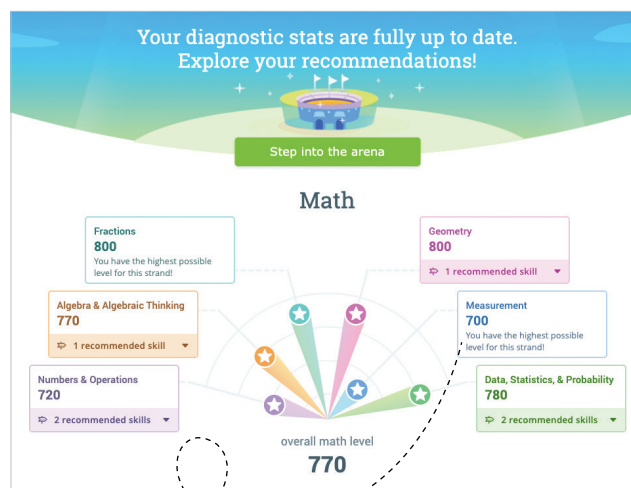 Your diagnostic stats are fully up to date.
Explore your recommendations!
Step into the arena
Math
Fractions
800
You have the highest possible
level for this strand!
Geometry
800
1 recommended skill
Algebra & Algebraic Thinking
770
1 recommended skill
Measurement
700
You have the highest possible
level for this strand!
Numbers & Operations
720
2 recommended skills
Data, Statistics, & Probability
780
2 recommended skills
overall math level
770